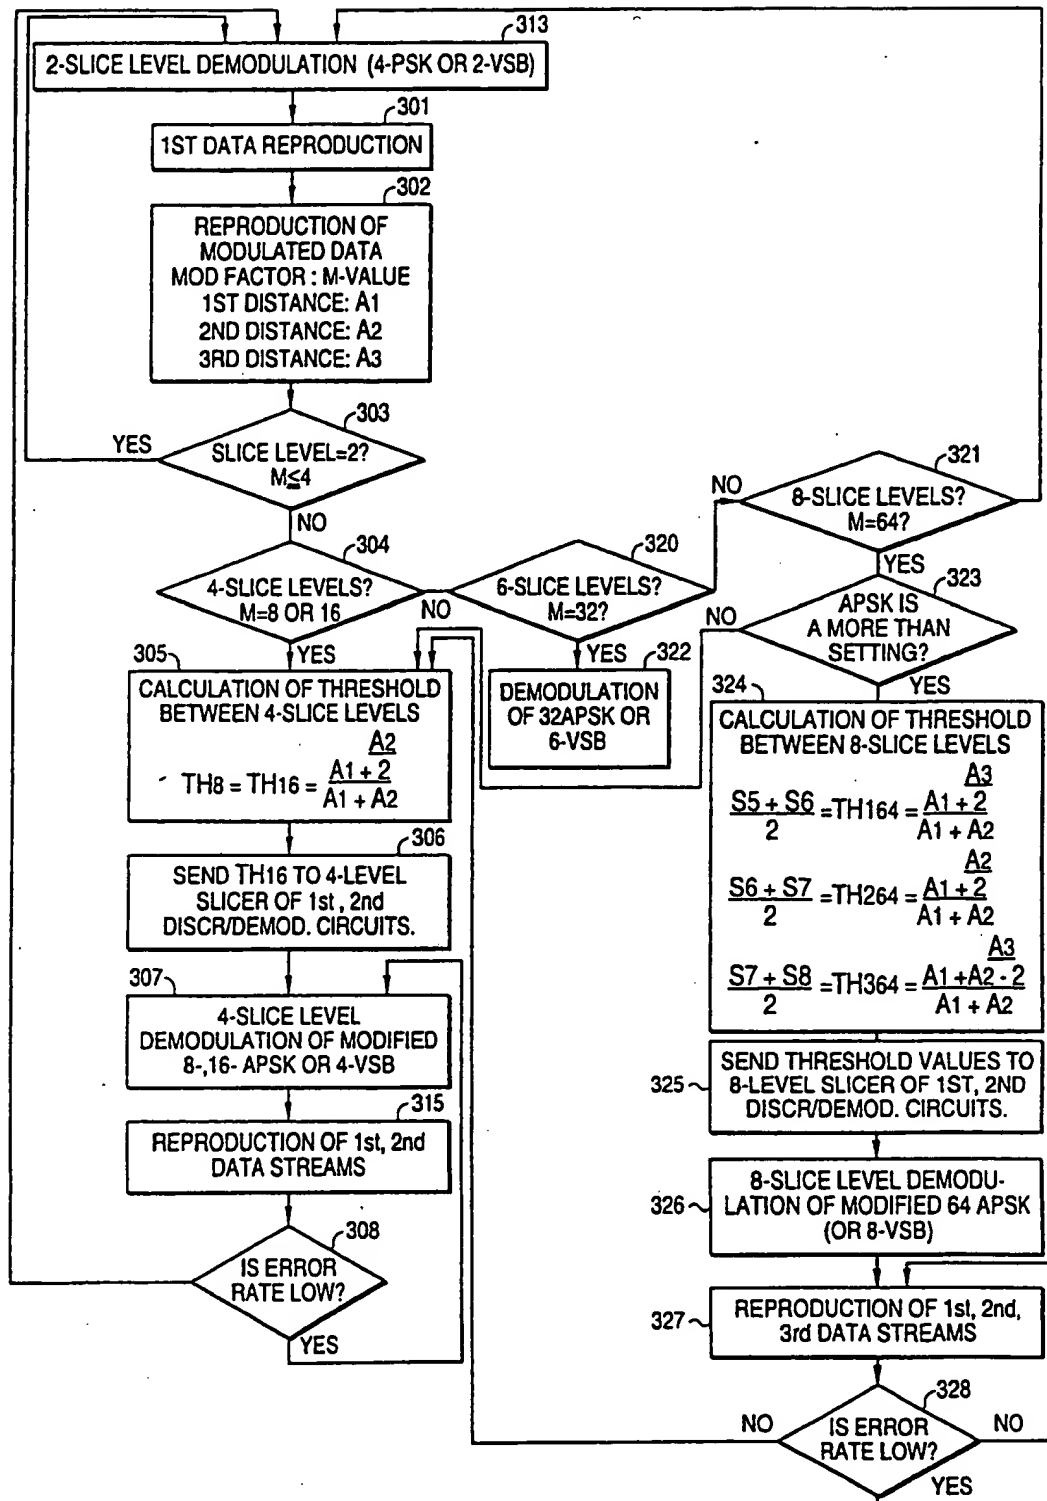 313
2-SLICE LEVEL DEMODULATION (4-PSK OR 2-VSB)
301
1ST DATA REPRODUCTION
302
REPRODUCTION OF
MODULATED DATA
MOD FACTOR : M-VALUE
1ST DISTANCE: A1
2ND DISTANCE: A2
3RD DISTANCE: A3
303
YES
SLICE LEVEL=2?
M≤4
NO
304
4-SLICE LEVELS?
M=8 OR 16
NO
YES
320
6-SLICE LEVELS?
M=32?
NO
YES
321
8-SLICE LEVELS?
M=64?
YES
323
NO
APSK IS
A MORE THAN
SETTING?
YES
305
CALCULATION OF THRESHOLD
BETWEEN 4-SLICE LEVELS
A2
TH8 = TH16 = A1 + 2
A1 + A2
322
DEMODULATION
OF 32APSK OR
6-VSB
324
CALCULATION OF THRESHOLD
BETWEEN 8-SLICE LEVELS
A3
S5 + S6 =TH164 = A1 + 2
2 A1 + A2
A2
S6 + S7 =TH264 = A1 + 2
2 A1 + A2
A3
S7 + S8 =TH364 = A1 +A2 - 2
2 A1 + A2
306
SEND TH16 TO 4-LEVEL
SLICER OF 1st , 2nd
DISCR/DEMOD. CIRCUITS.
307
4-SLICE LEVEL
DEMODULATION OF MODIFIED
8-,16- APSK OR 4-VSB
315
REPRODUCTION OF 1st, 2nd
DATA STREAMS
308
IS ERROR
RATE LOW?
YES
325
SEND THRESHOLD VALUES TO
8-LEVEL SLICER OF 1ST, 2ND
DISCR/DEMOD. CIRCUITS.
326
8-SLICE LEVEL DEMODU-
LATION OF MODIFIED 64 APSK
(OR 8-VSB)
327
REPRODUCTION OF 1st, 2nd,
3rd DATA STREAMS
328
NO
IS ERROR
RATE LOW?
NO
YES